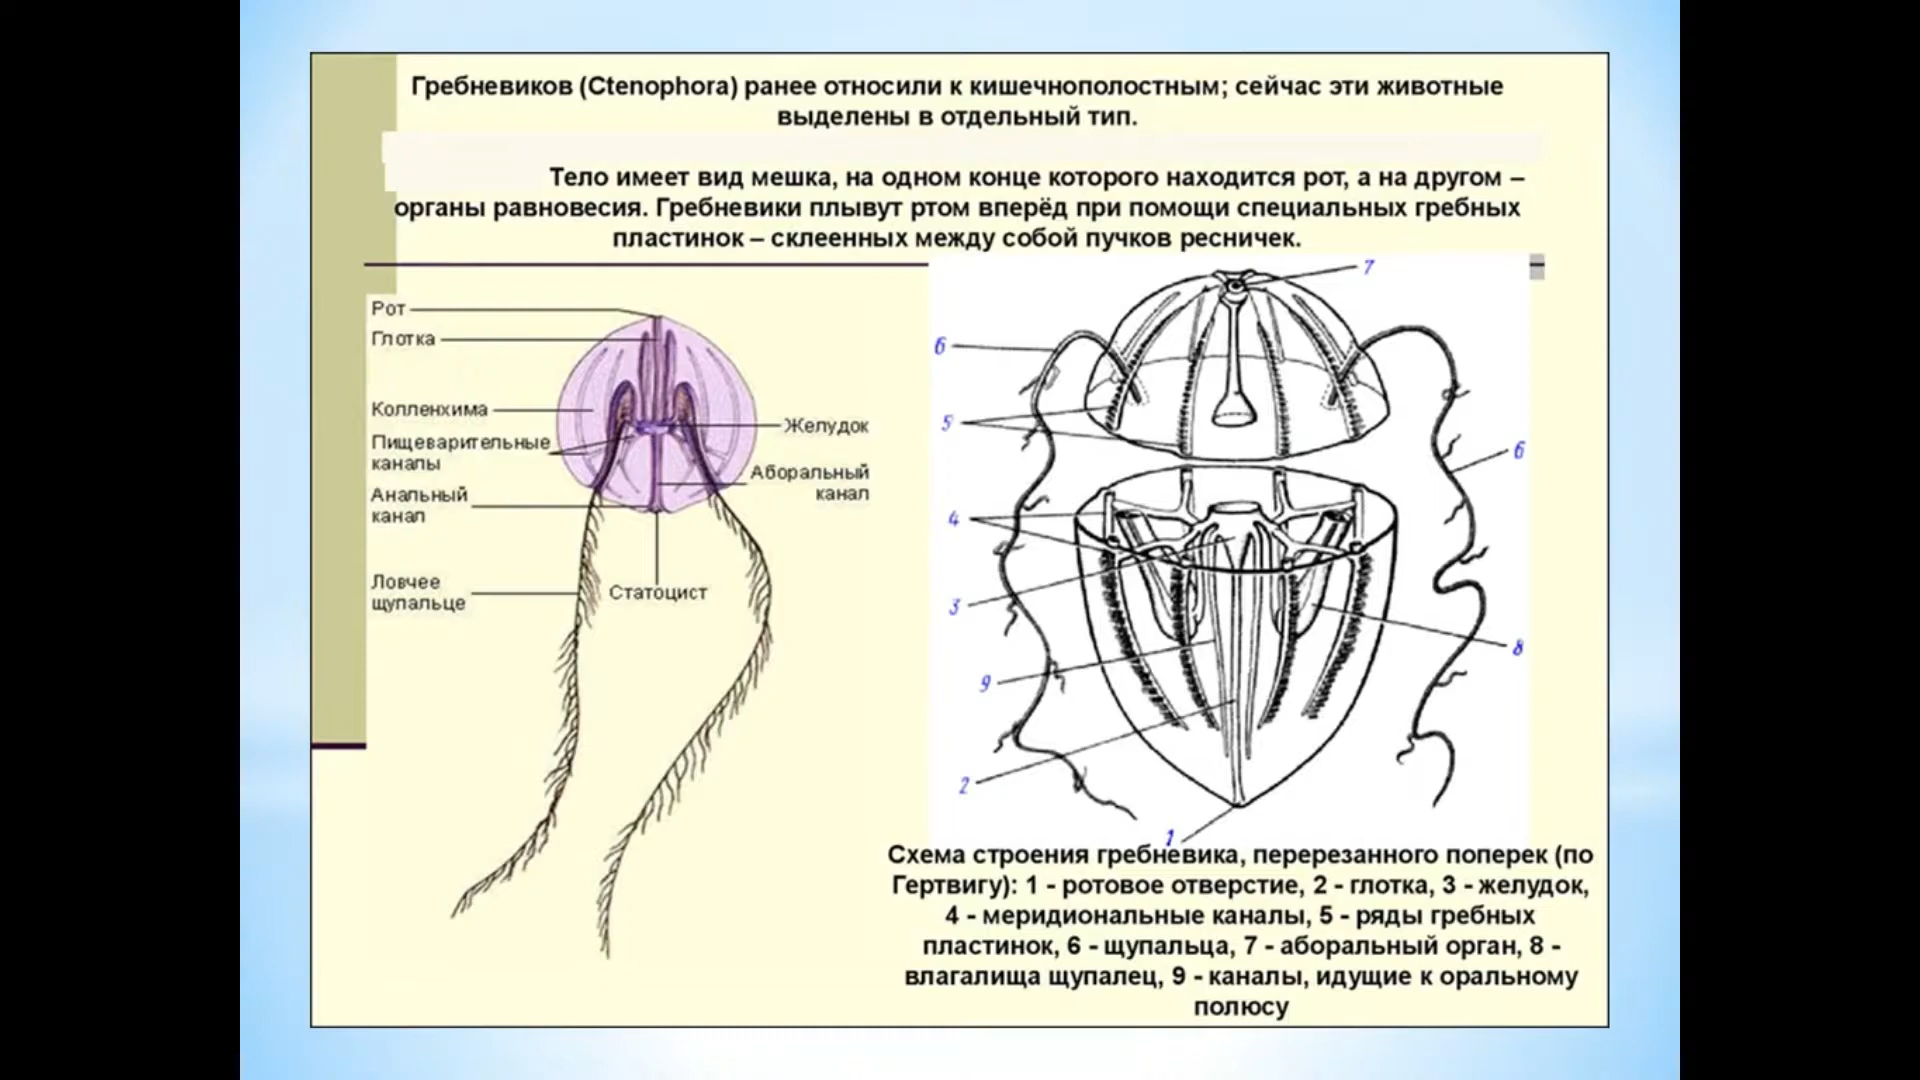 Гребневиков (Ctenophora) ранее относили к кишечнополостным; сейчас эти животные
выделены в отдельный тип.
Тело имеет вид мешка, на одном конце которого находится рот, а на другом –
органы равновесия. Гребневики плывут ртом вперёд при помощи специальных гребных
пластинок – склеенных между собой пучков ресничек.
Рот
Глотка
Колленхима
Пищеварительные
каналы
Анальный
канал
Ловчее
щупальце
Желудок
Аборальный
канал
Статоцист
7
6
5
6
4
3
8
9
2
1
Схема строения гребневика, перерезанного поперек (по
Гертвигу): 1 - ротовое отверстие, 2 - глотка, 3 - желудок,
4 - меридиональные каналы, 5 - ряды гребных
пластинок, 6 - щупальца, 7 - аборальный орган, 8 -
влагалища щупалец, 9 - каналы, идущие к оральному
полюсу